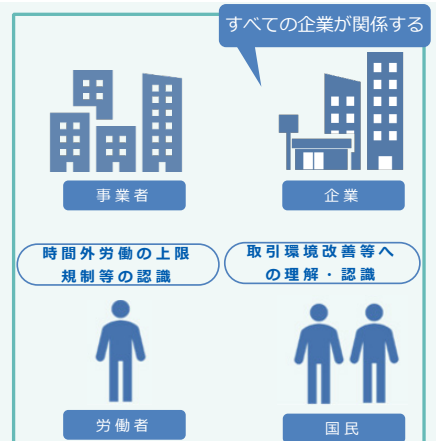 すべての企業が関係する
事業者
企業
時間外労働の上限
規制等の認識
取引環境改善等へ
の理解・認識
労働者
国民